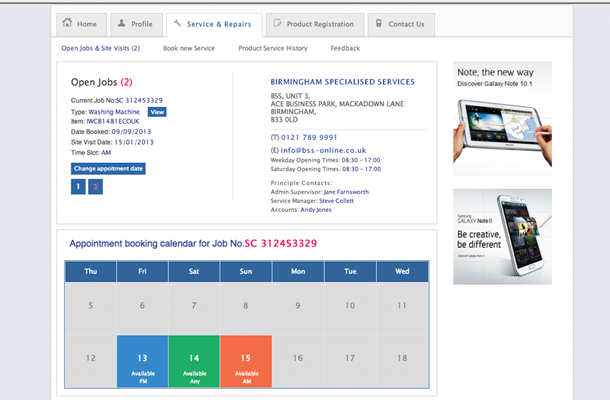 Home Profile Service & Repairs Product Registration Contact Us
Open Jobs & Site Visits (2) Book new Service Product Service History Feedback
Open Jobs (2)
Current Job No:SC 312453329
Type: Washing Machine View
Item: IWC81481ECOUK
Date Booked: 09/09/2013
Site Visit Date: 15/01/2013
Time Slot: AM
Change appoitment date
1 2
BIRMINGHAM SPECIALISED SERVICES
BSS, UNIT 3,
ACE BUSINESS PARK, MACKADOWN LANE
BIRMINGHAM,
B33 0LD
(T) 0121 789 9991
(E) info@bss-online.co.uk
Weekday Opening Times: 08:30 - 17:00
Saturday Opening Times: 08:30 - 17:00
Principle Contacts:
Admin Supervisor: Jane Farnsworth
Service Manager: Steve Collett
Accounts: Andy Jones
Note, the new way
Discover Galaxy Note 10.1
Samsung
GALAXY Note II
Be creative,
be different
Discover Galaxy Note II
Appointment booking calendar for Job No.SC 312453329
Thu Fri Sat Sun Mon Tue Wed
5 6 7 8 9 10 11
12 13 14 15 16 17 18
Available Available Available
PM Any AM